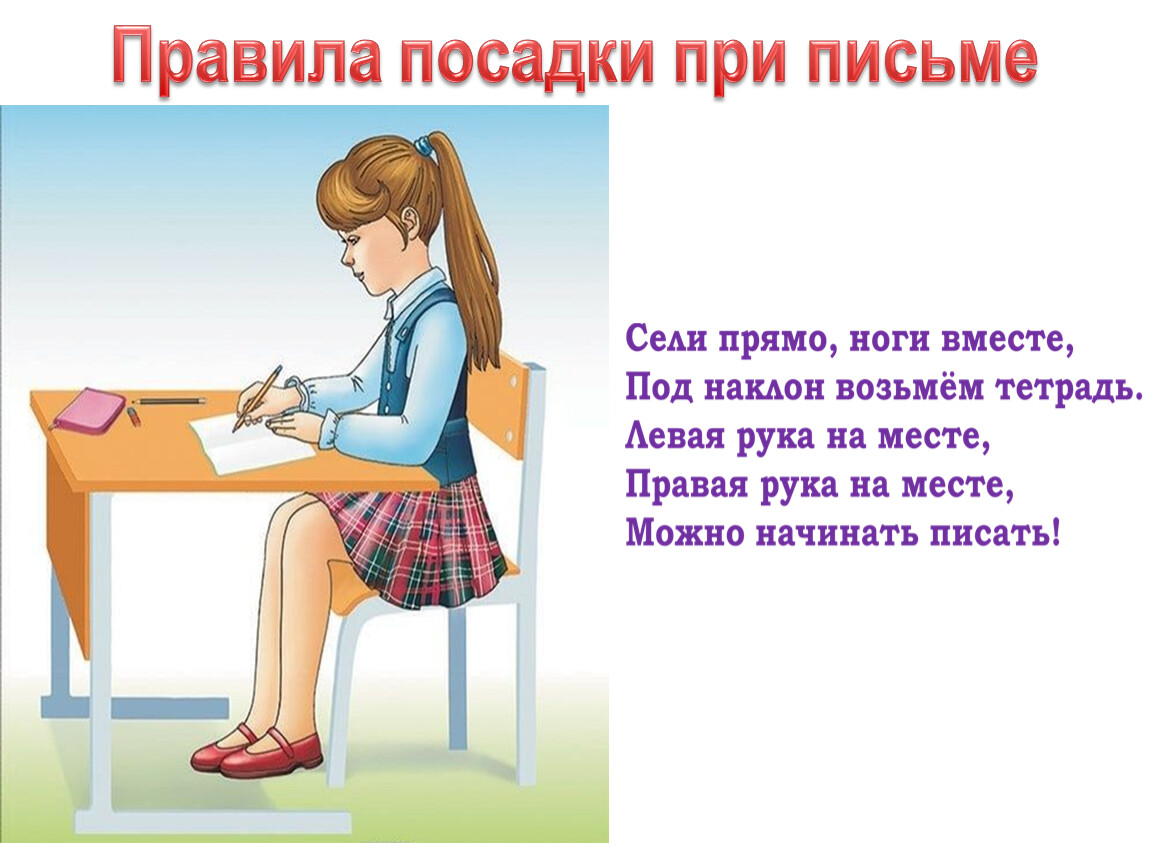 Правила посадки при письме
Сели прямо, ноги вместе,
Под наклон возьмём тетрадь.
Левая рука на месте,
Правая рука на месте,
Можно начинать писать!